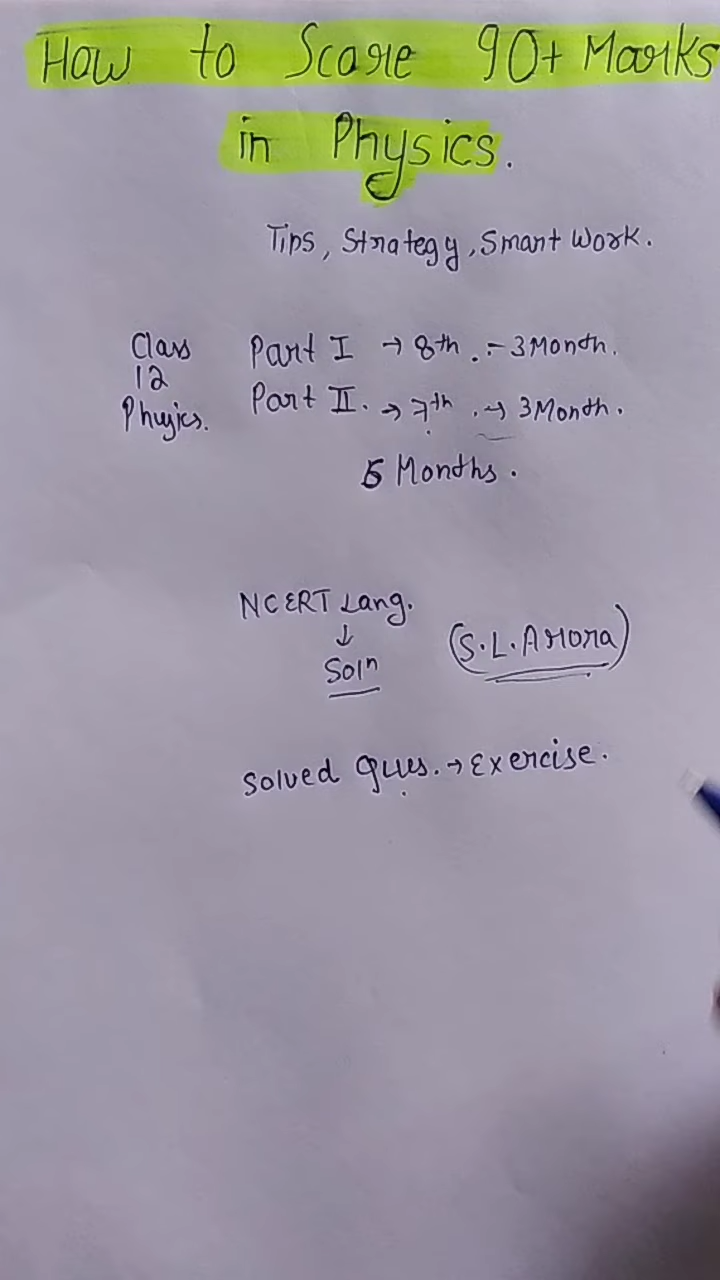 How to Score 90+ Marks
in Physics.
Tips, Strategy, Smart Work.
Class 12 Physics.
Part I → 8th. - 3 Month.
Part II. → 7th. → 3 Month.
5 Months.
NCERT Lang.
↓
Solⁿ
(S.L. Arora)
Solved Ques. → Exercise.